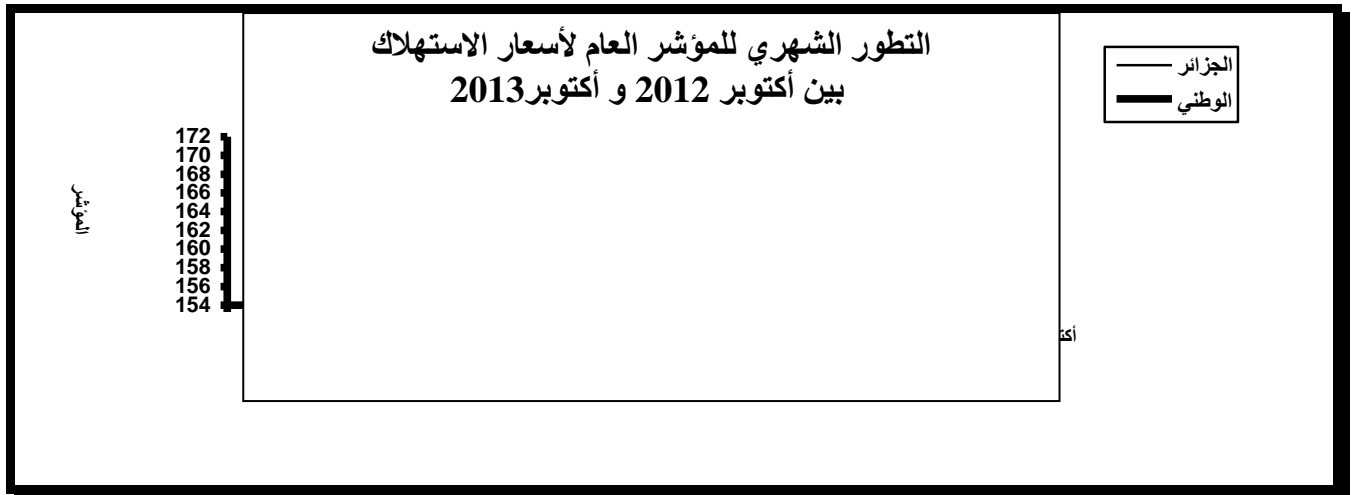 التطور الشهري للمؤشر العام لأسعار الاستهلاك
بين أكتوبر 2012 و أكتوبر2013
الجزائر
الوطني
المؤشر
172
170
168
166
164
162
160
158
156
154